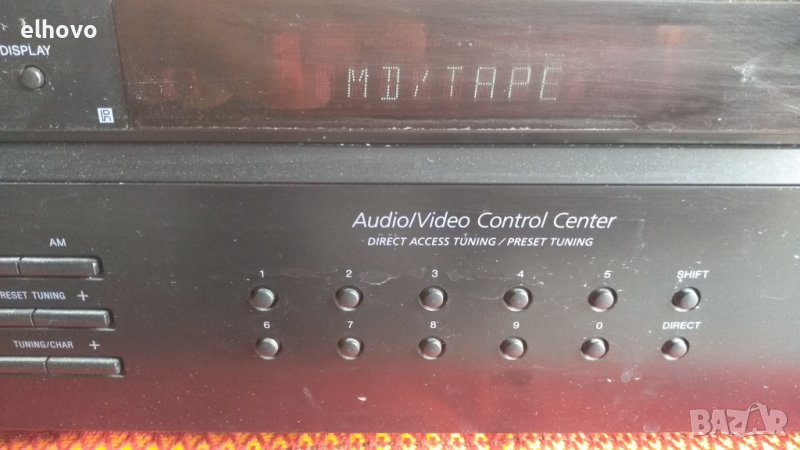 elhovo
DISPLAY
MD/TAPE
Audio/Video Control Center
DIRECT ACCESS TUNING / PRESET TUNING
AM
1 2 3 4 5 SHIFT
PRESET TUNING +
6 7 8 9 0 DIRECT
TUNING/CHAR +
BAZAR